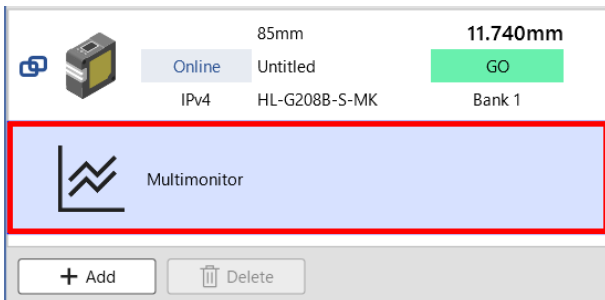 85mm 11.740mm
Online Untitled GO
IPv4 HL-G208B-S-MK Bank 1
Multimonitor
+ Add Delete